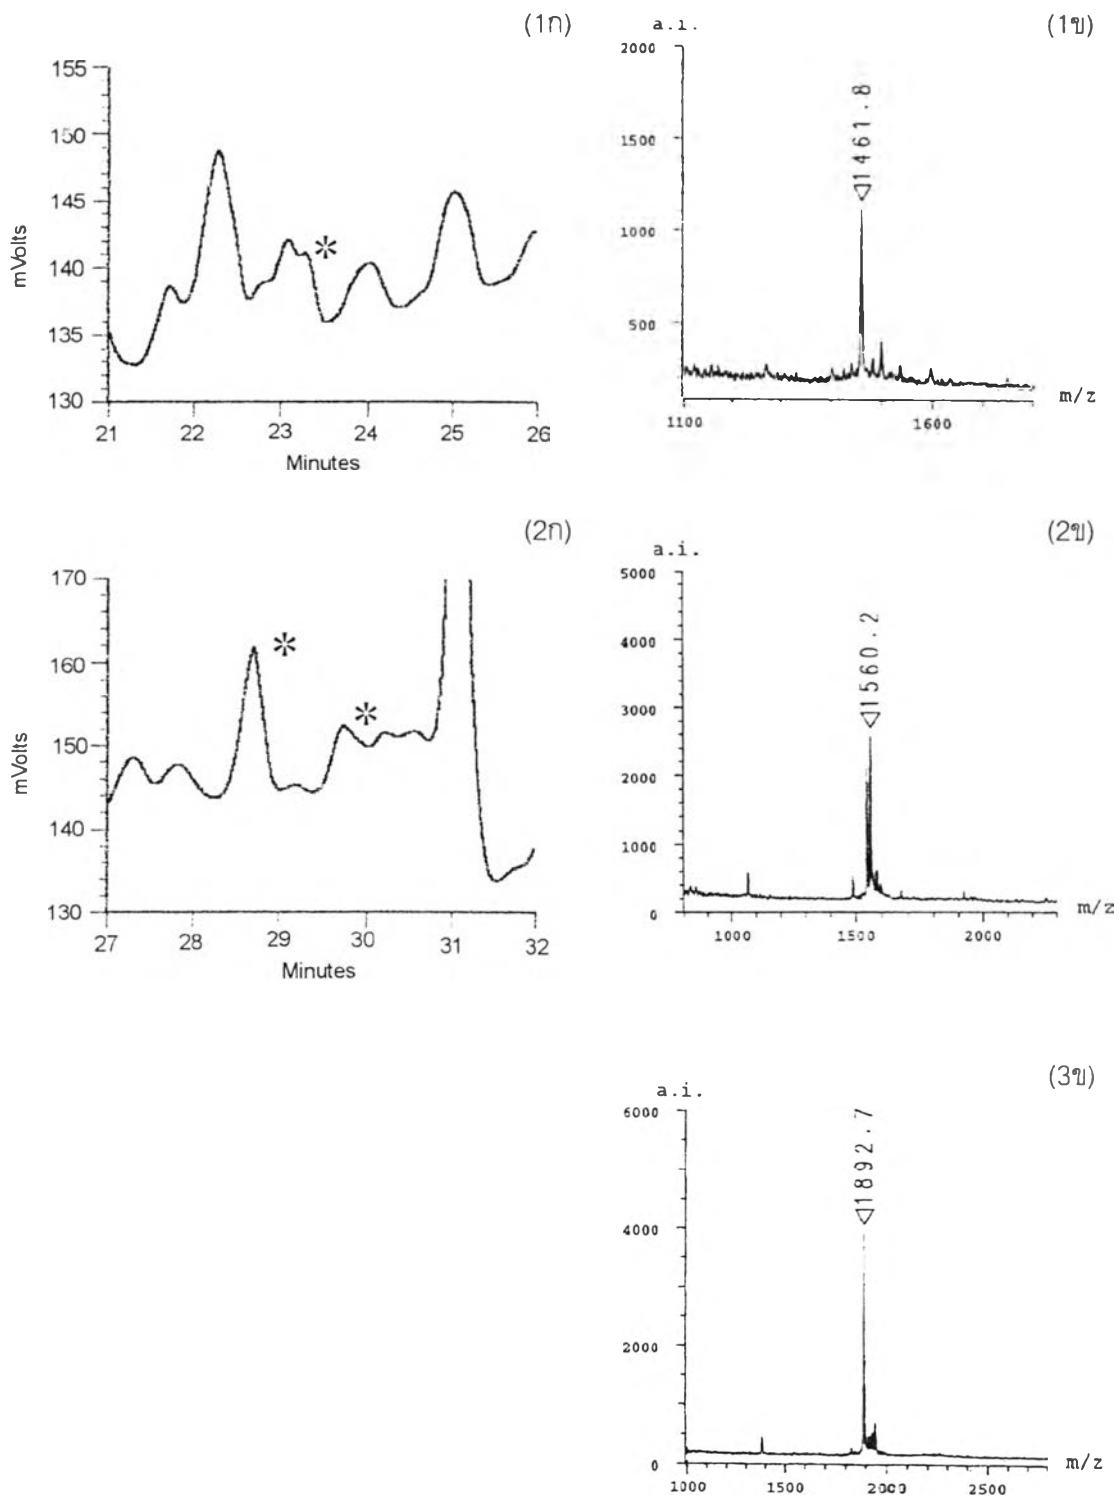 (1ก)
155
150
145
140
135
130
mVolts
21 22 23 24 25 26
Minutes
*
(1ข)
a.i.
2000
1500
1000
500
1461.8
1100 1600
m/z
(2ก)
170
160
150
140
130
mVolts
27 28 29 30 31 32
Minutes
*
*
(2ข)
a.i.
5000
4000
3000
2000
1000
0
1560.2
1000 1500 2000
m/z
(3ข)
a.i.
6000
4000
2000
0
1892.7
1000 1500 2000 2500
m/z